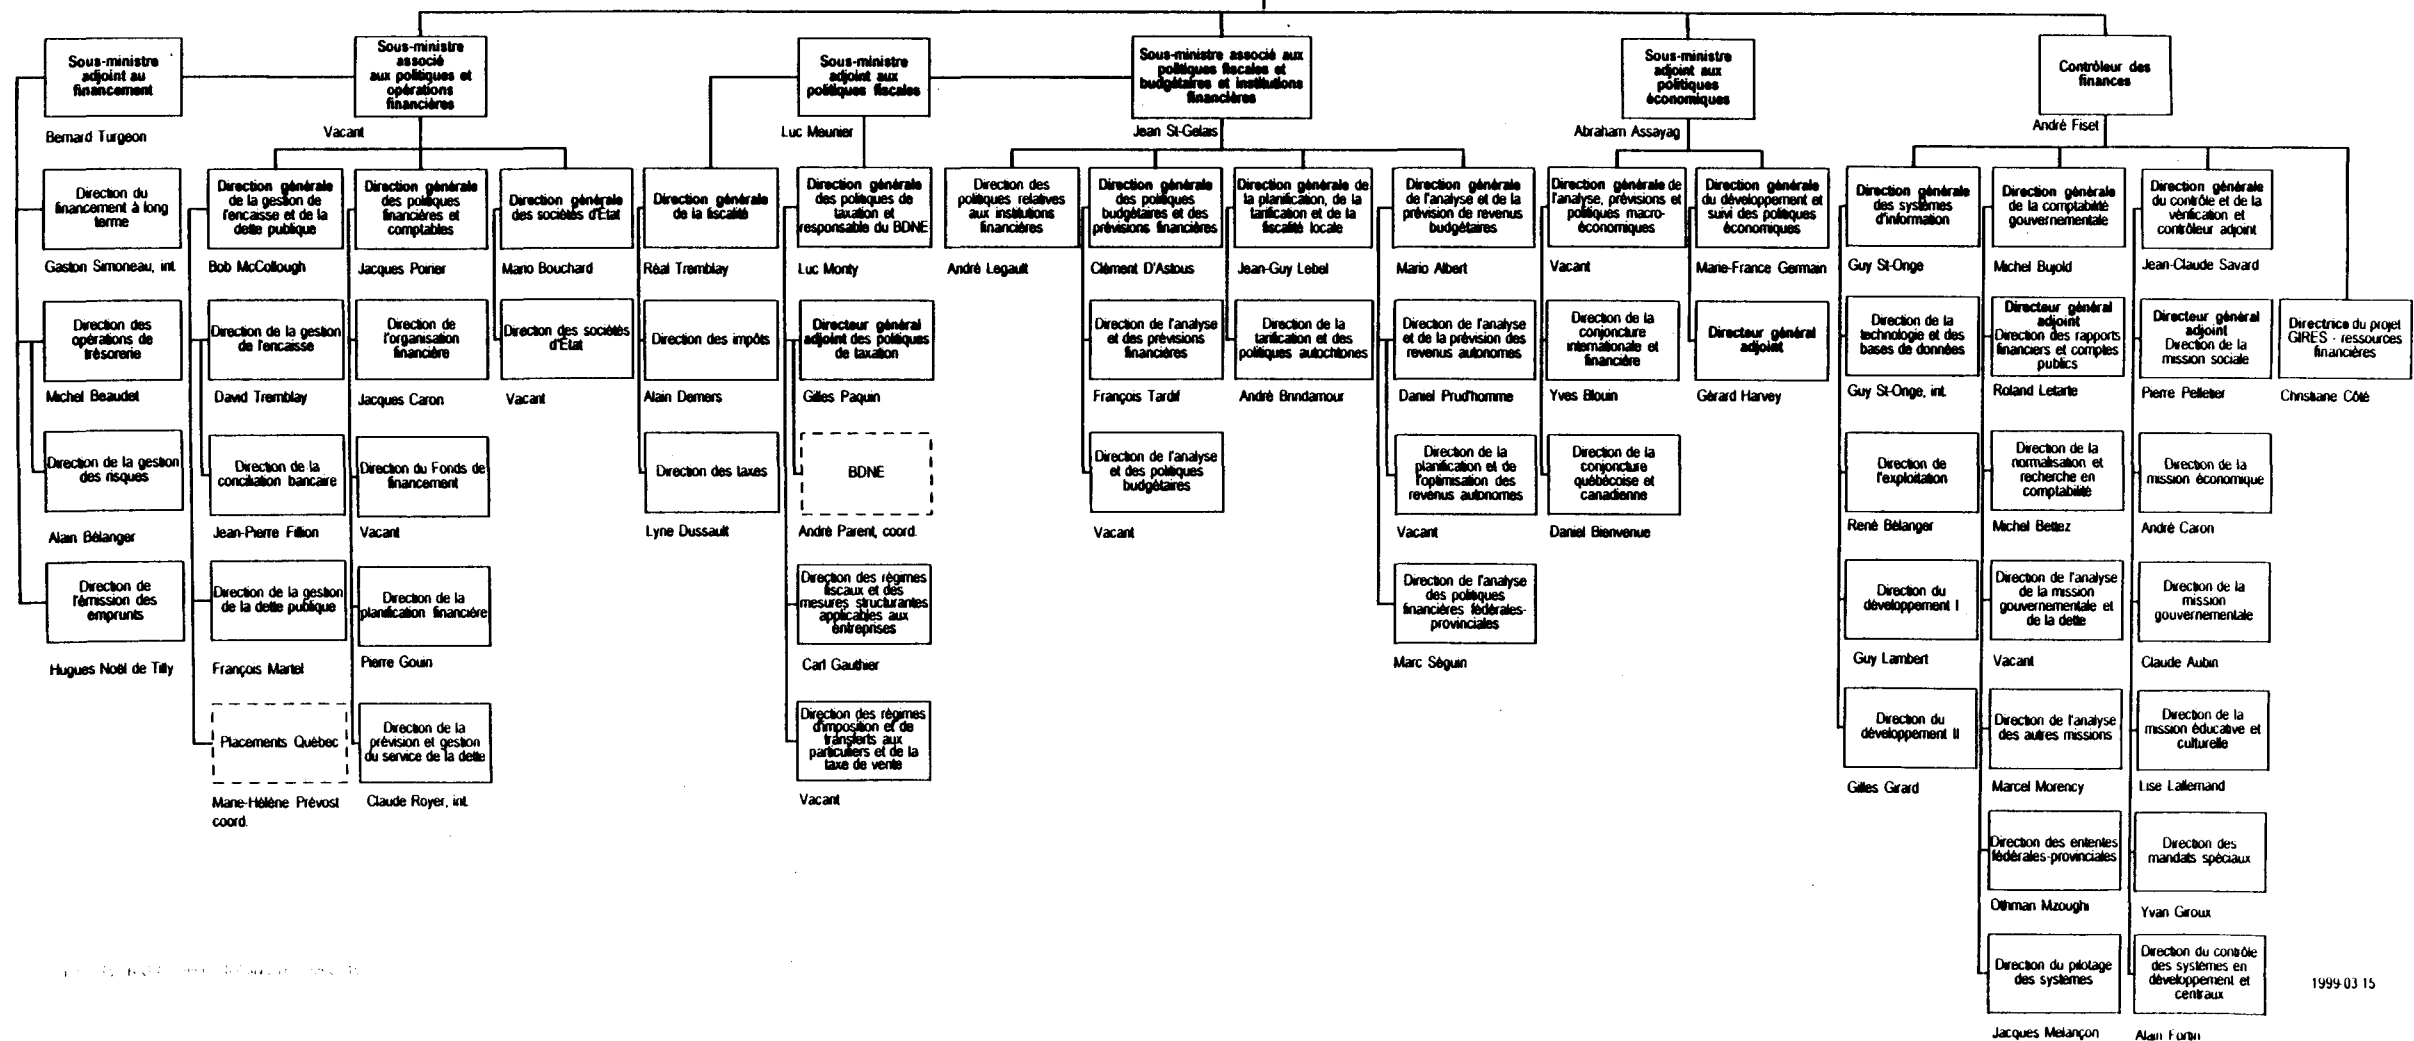 Sous-ministre
adjoint au
financement
Bernard Turgeon
Sous-ministre
associé
aux politiques et
opérations
financières
Vacant
Sous-ministre
adjoint aux
politiques fiscales
Luc Meunier
Sous-ministre associé aux
politiques fiscales et
budgétaires et institutions
financières
Jean St-Gelais
Sous-ministre
adjoint aux
politiques
économiques
Abraham Assayag
Contrôleur des
finances
André Fiset
Direction du
financement à long
terme
Gaston Simoneau, int.
Direction générale
de la gestion de
l'encaisse et de la
dette publique
Bob McCollough
Direction générale
des politiques
financières et
comptables
Jacques Poirier
Direction générale
des sociétés d'État
Mario Bouchard
Direction générale
de la fiscalité
Réal Tremblay
Direction générale
des politiques de
taxation et
responsable du BDNE
Luc Monty
Direction des
politiques relatives
aux institutions
financières
André Legault
Direction générale
des politiques
budgétaires et des
prévisions financières
Clément D'Astous
Direction générale de
la planification, de la
tarification et de la
fiscalité locale
Jean-Guy Lebel
Direction générale
de l'analyse et de la
prévision de revenus
budgétaires
Mario Albert
Direction générale de
l'analyse, prévisions et
politiques macro-
économiques
Vacant
Direction générale
du développement et
suivi des politiques
économiques
Marie-France Germain
Direction générale
des systèmes
d'information
Guy St-Onge
Direction générale
de la comptabilité
gouvernementale
Michel Bujold
Direction générale
du contrôle et de la
vérification et
contrôleur adjoint
Jean-Claude Savard
Direction des
opérations de
trésorerie
Michel Beaudet
Direction de la gestion
de l'encaisse
David Tremblay
Direction de
l'organisation
financière
Jacques Caron
Direction des sociétés
d'État
Vacant
Direction des impôts
Alain Demers
Directeur général
adjoint des politiques
de taxation
Gilles Paquin
Direction de l'analyse
et des prévisions
financières
François Tardif
Direction de la
tarification et des
politiques autochtones
André Brindamour
Direction de l'analyse
et de la prévision des
revenus autonomes
Daniel Prud'homme
Direction de la
conjoncture
internationale et
financière
Yves Blouin
Directeur général
adjoint
Gérard Harvey
Direction de la
technologie et des
bases de données
Guy St-Onge, int.
Directeur général
adjoint
Direction des rapports
financiers et comptes
publics
Roland Letarte
Directeur général
adjoint
Direction de la
mission sociale
Pierre Pelletier
Directrice du projet
GIRES - ressources
financières
Christiane Côté
Direction de la gestion
des risques
Alain Bélanger
Direction de la
conciliation bancaire
Jean-Pierre Fillion
Direction du Fonds de
financement
Vacant
Direction des taxes
Lyne Dussault
BDNE
André Parent, coord.
Direction de l'analyse
et des politiques
budgétaires
Vacant
Direction de la
planification et de
l'optimisation des
revenus autonomes
Vacant
Direction de la
conjoncture
québécoise et
canadienne
Daniel Bienvenue
Direction de
l'exploitation
René Bélanger
Direction de la
normalisation et
recherche en
comptabilité
Michel Bettez
Direction de la
mission économique
André Caron
Direction de
l'émission des
emprunts
Hugues Noël de Tilly
Direction de la gestion
de la dette publique
François Martel
Direction de la
planification financière
Pierre Gouin
Direction des régimes
fiscaux et des
mesures structurantes
applicables aux
entreprises
Carl Gauthier
Direction de l'analyse
des politiques
financières fédérales-
provinciales
Marc Séguin
Direction du
développement I
Guy Lambert
Direction de l'analyse
de la mission
gouvernementale et
de la dette
Vacant
Direction de la
mission
gouvernementale
Claude Aubin
Placements Québec
Marie-Hélène Prévost
coord.
Direction de la
prévision et gestion
du service de la dette
Claude Royer, int.
Direction des régimes
d'imposition et de
transferts aux
particuliers et de la
taxe de vente
Vacant
Direction du
développement II
Gilles Girard
Direction de l'analyse
des autres missions
Marcel Morency
Direction de la
mission éducative et
culturelle
Lise Lallemand
Direction des ententes
fédérales-provinciales
Othman Mzoughi
Direction des
mandats spéciaux
Yvan Giroux
Direction du pilotage
des systèmes
Jacques Melançon
Direction du contrôle
des systèmes en
développement et
centraux
Alain Fortin
1999-03 15